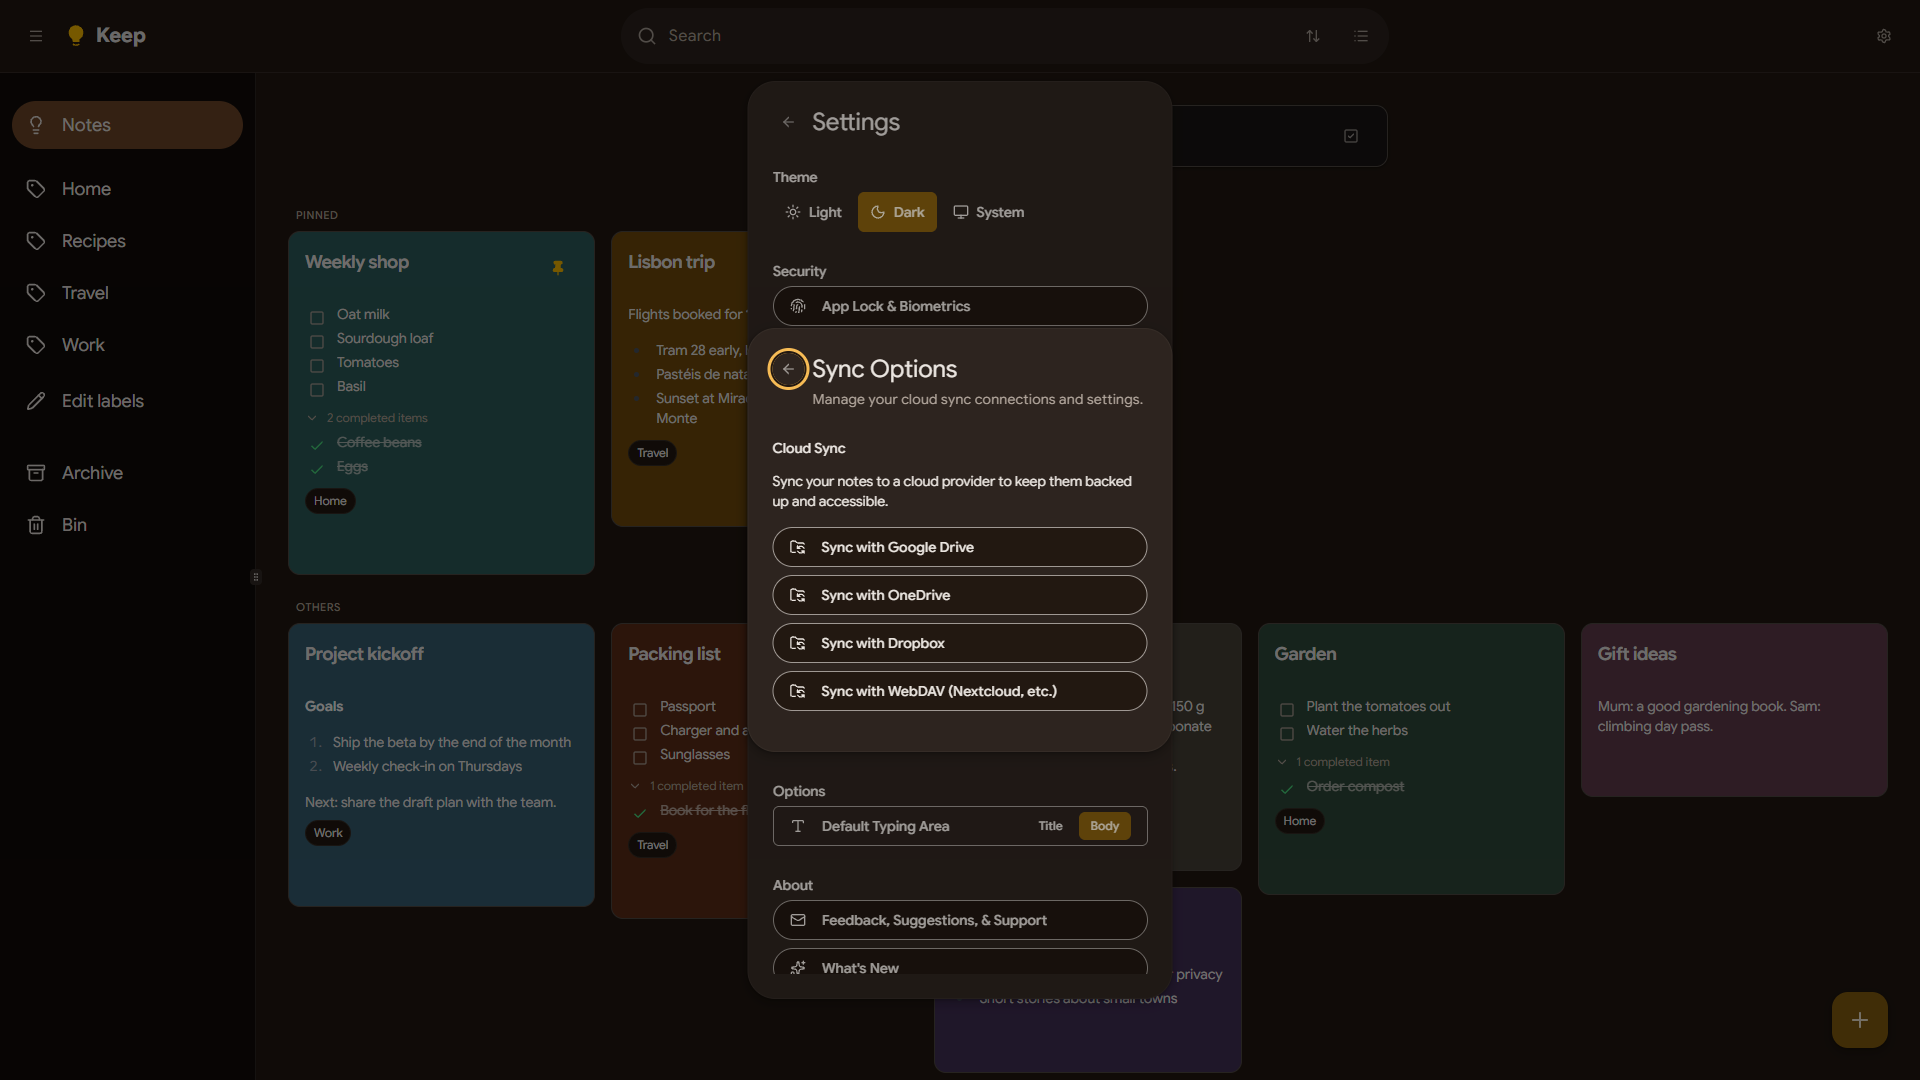 Keep
Search
Notes
Home
Recipes
Travel
Work
Edit labels
Archive
Bin
PINNED
Weekly shop
Oat milk
Sourdough loaf
Tomatoes
Basil
2 completed items
Coffee beans
Eggs
Home
Lisbon trip
Flights booked for
Tram 28 early,
Pastéis de nata
Sunset at
Monte
Travel
OTHERS
Project kickoff
Goals
1. Ship the beta by the end of the month
2. Weekly check-in on Thursdays
Next: share the draft plan with the team.
Work
Packing list
Passport
Charger and
Sunglasses
1 completed item
Book for the
Travel
150 g
privacy
Short stories about small towns
Garden
Plant the tomatoes out
Water the herbs
1 completed item
Order compost
Home
Gift ideas
Mum: a good gardening book. Sam:
climbing day pass.
Settings
Theme
Light
Dark
System
Security
App Lock & Biometrics
Sync Options
Manage your cloud sync connections and settings.
Cloud Sync
Sync your notes to a cloud provider to keep them backed
up and accessible.
Sync with Google Drive
Sync with OneDrive
Sync with Dropbox
Sync with WebDAV (Nextcloud, etc.)
Options
Default Typing Area
Title
Body
About
Feedback, Suggestions, & Support
What's New